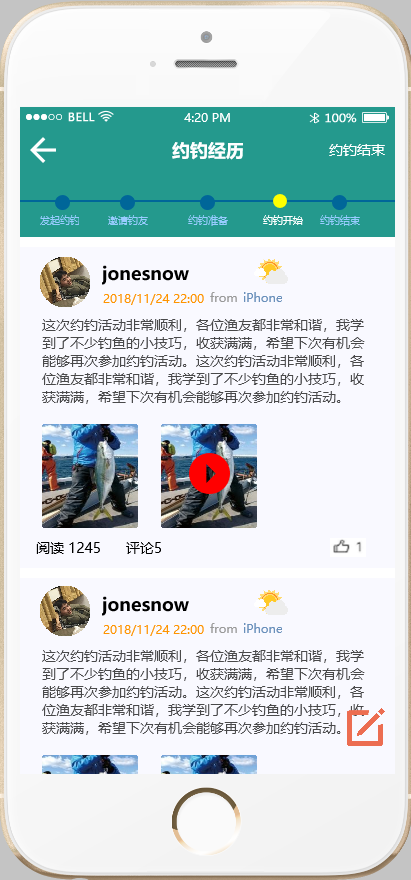 BELL 4:20 PM 100%
约钓经历 约钓结束
发起约钓 邀请钓友 约钓准备 约钓开始 约钓结束
jonesnow
2018/11/24 22:00 from iPhone
这次约钓活动非常顺利，各位渔友都非常和谐，我学
到了不少钓鱼的小技巧，收获满满，希望下次有机会
能够再次参加约钓活动。这次约钓活动非常顺利，各
位渔友都非常和谐，我学到了不少钓鱼的小技巧，收
获满满，希望下次有机会能够再次参加约钓活动。
阅读 1245 评论5 1
jonesnow
2018/11/24 22:00 from iPhone
这次约钓活动非常顺利，各位渔友都非常和谐，我学
到了不少钓鱼的小技巧，收获满满，希望下次有机会
能够再次参加约钓活动。这次约钓活动非常顺利，各
位渔友都非常和谐，我学到了不少钓鱼的小技巧，收
获满满，希望下次有机会能够再次参加约钓活动。